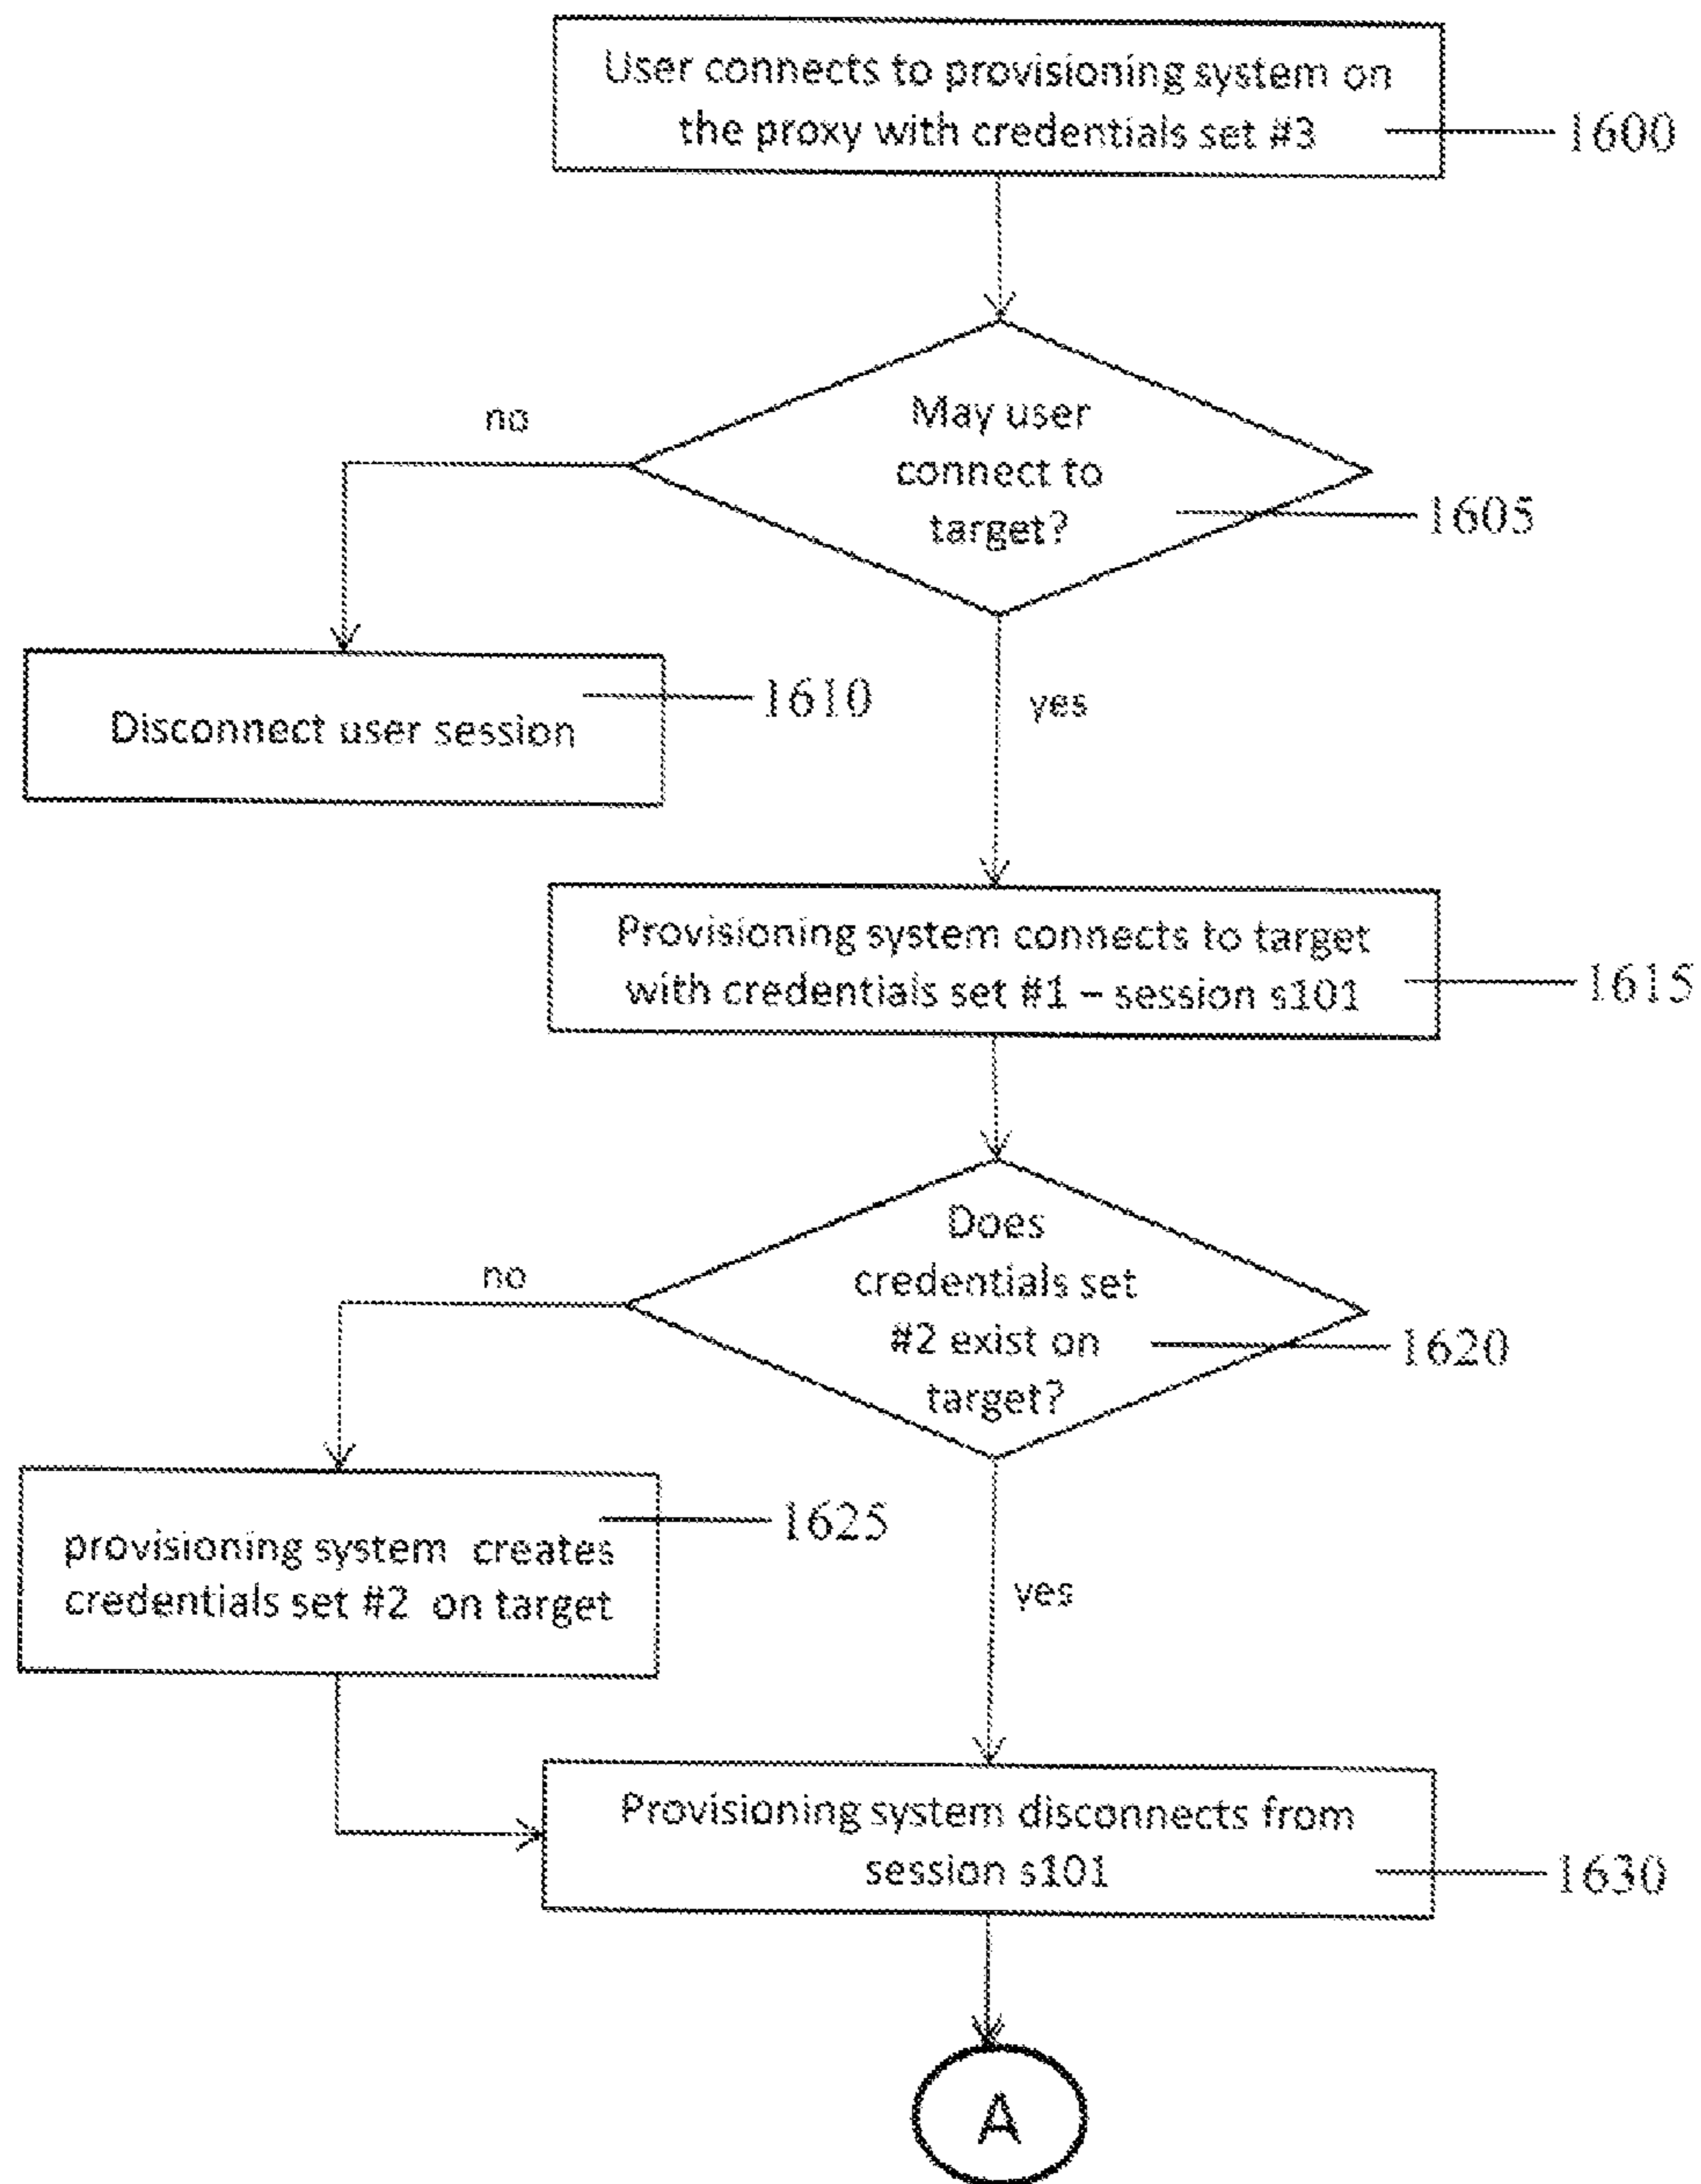 User connects to provisioning system on
the proxy with credentials set #3
1600
May user
connect to
target?
1605
no
yes
Disconnect user session
1610
Provisioning system connects to target
with credentials set #1 – session s101
1615
Does
credentials set
#2 exist on
target?
1620
no
yes
provisioning system creates
credentials set #2 on target
1625
Provisioning system disconnects from
session s101
1630
A